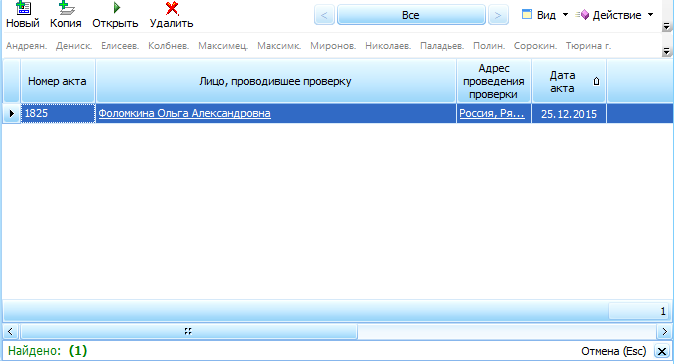 Новый Копия Открыть Удалить < Все > Вид Действие
Андреян. Дениск. Елисеев. Колбнев. Максимец. Максимк. Миронов. Николаев. Паладьев. Полин. Сорокин. Тюрина г.
Номер акта Лицо, проводившее проверку Адрес проведения проверки Дата акта
1825 Фоломкина Ольга Александровна Россия, Ря... 25.12.2015
1
Найдено: (1) Отмена (Esc)